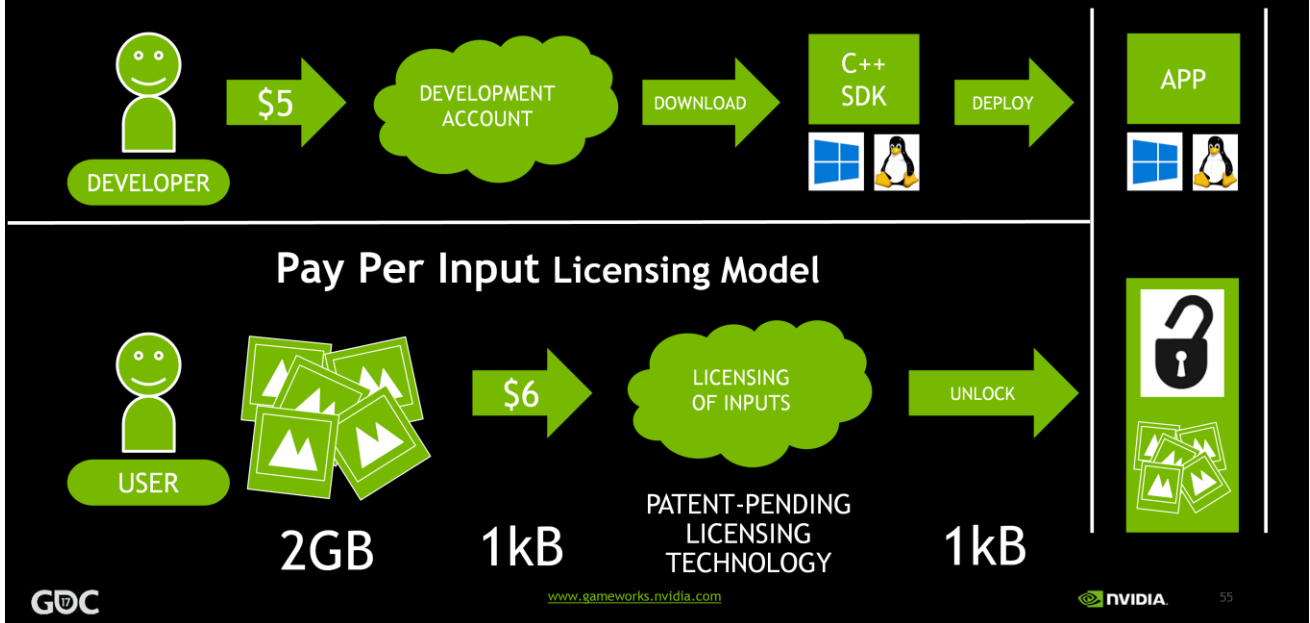 $5
DEVELOPMENT
ACCOUNT
DOWNLOAD
C++
SDK
DEPLOY
APP
DEVELOPER
Pay Per Input Licensing Model
$6
LICENSING
OF INPUTS
UNLOCK
USER
2GB
1kB
PATENT-PENDING
LICENSING
TECHNOLOGY
1kB
GDC 17
www.gameworks.nvidia.com
NVIDIA.
55